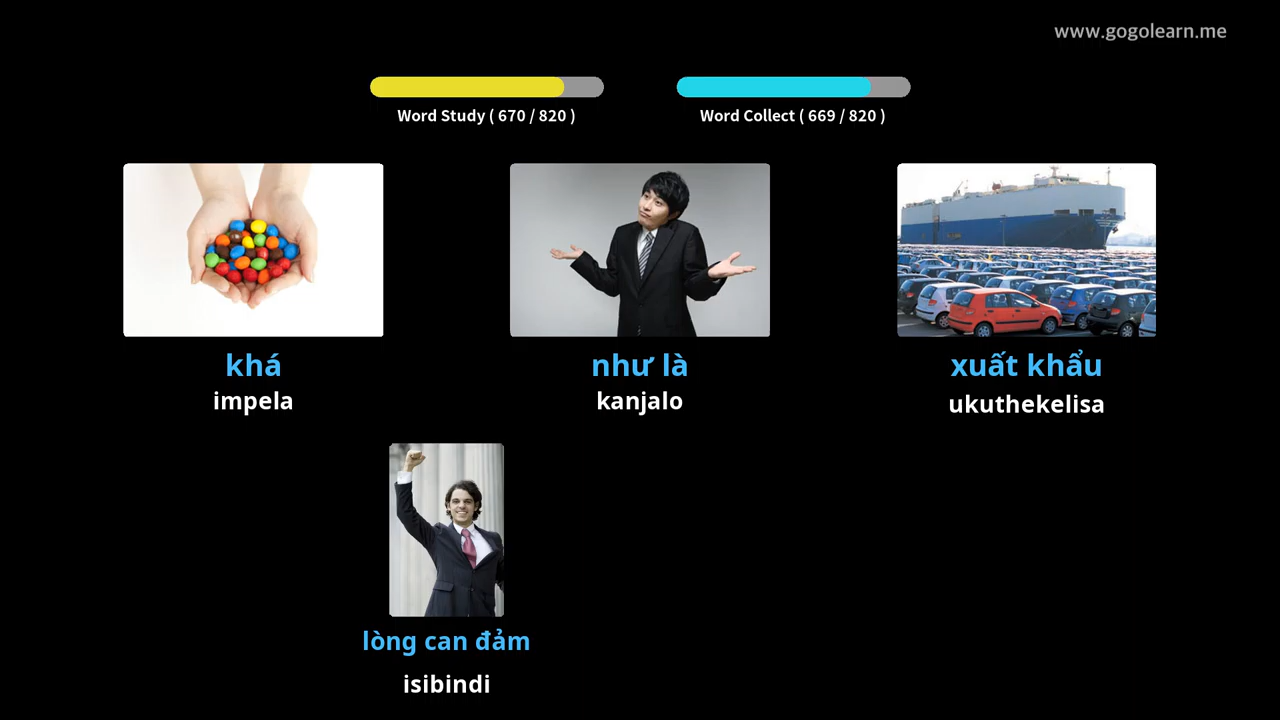 www.gogolearn.me
Word Study ( 670 / 820 )
Word Collect ( 669 / 820 )
khá
impela
như là
kanjalo
xuất khẩu
ukuthekelisa
lòng can đảm
isibindi